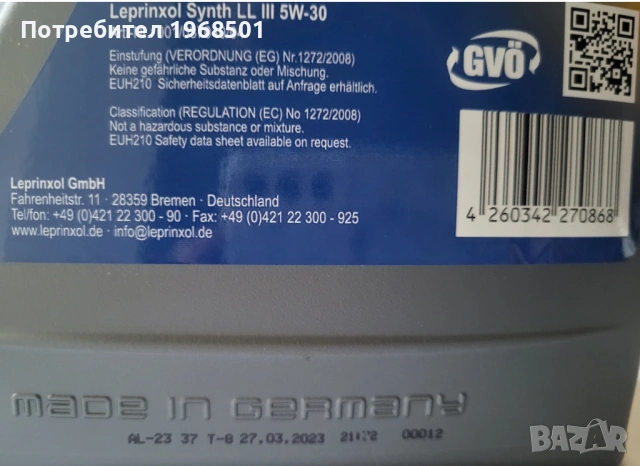 Потребител 1968501
Leprinxol Synth LL III 5W-30
Einstufung (VERORDNUNG (EG) Nr.1272/2008)
Keine gefährliche Substanz oder Mischung.
EUH210 Sicherheitsdatenblatt auf Anfrage erhältlich.
Classification (REGULATION (EC) No 1272/2008)
Not a hazardous substance or mixture.
EUH210 Safety data sheet available on request.
GVÖ
Leprinxol GmbH
Fahrenheitstr. 11 · 28359 Bremen · Deutschland
Tel/fon: +49 (0)421 22 300 - 90 · Fax: +49 (0)421 22 300 - 925
www.leprinxol.de · info@leprinxol.de
4 260342 270868
MADE IN GERMANY
AL-23 37 T-8 27.03.2023 00012
BAZAR